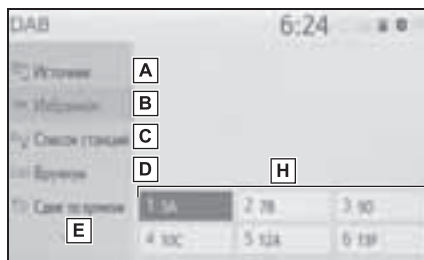 DAB 6:24
Источник A
Избранное B
Список станций C
Вручную D
H
Сдвиг по времени
E
1 5A 2 7B 3 9D
4 10C 5 12A 6 13F